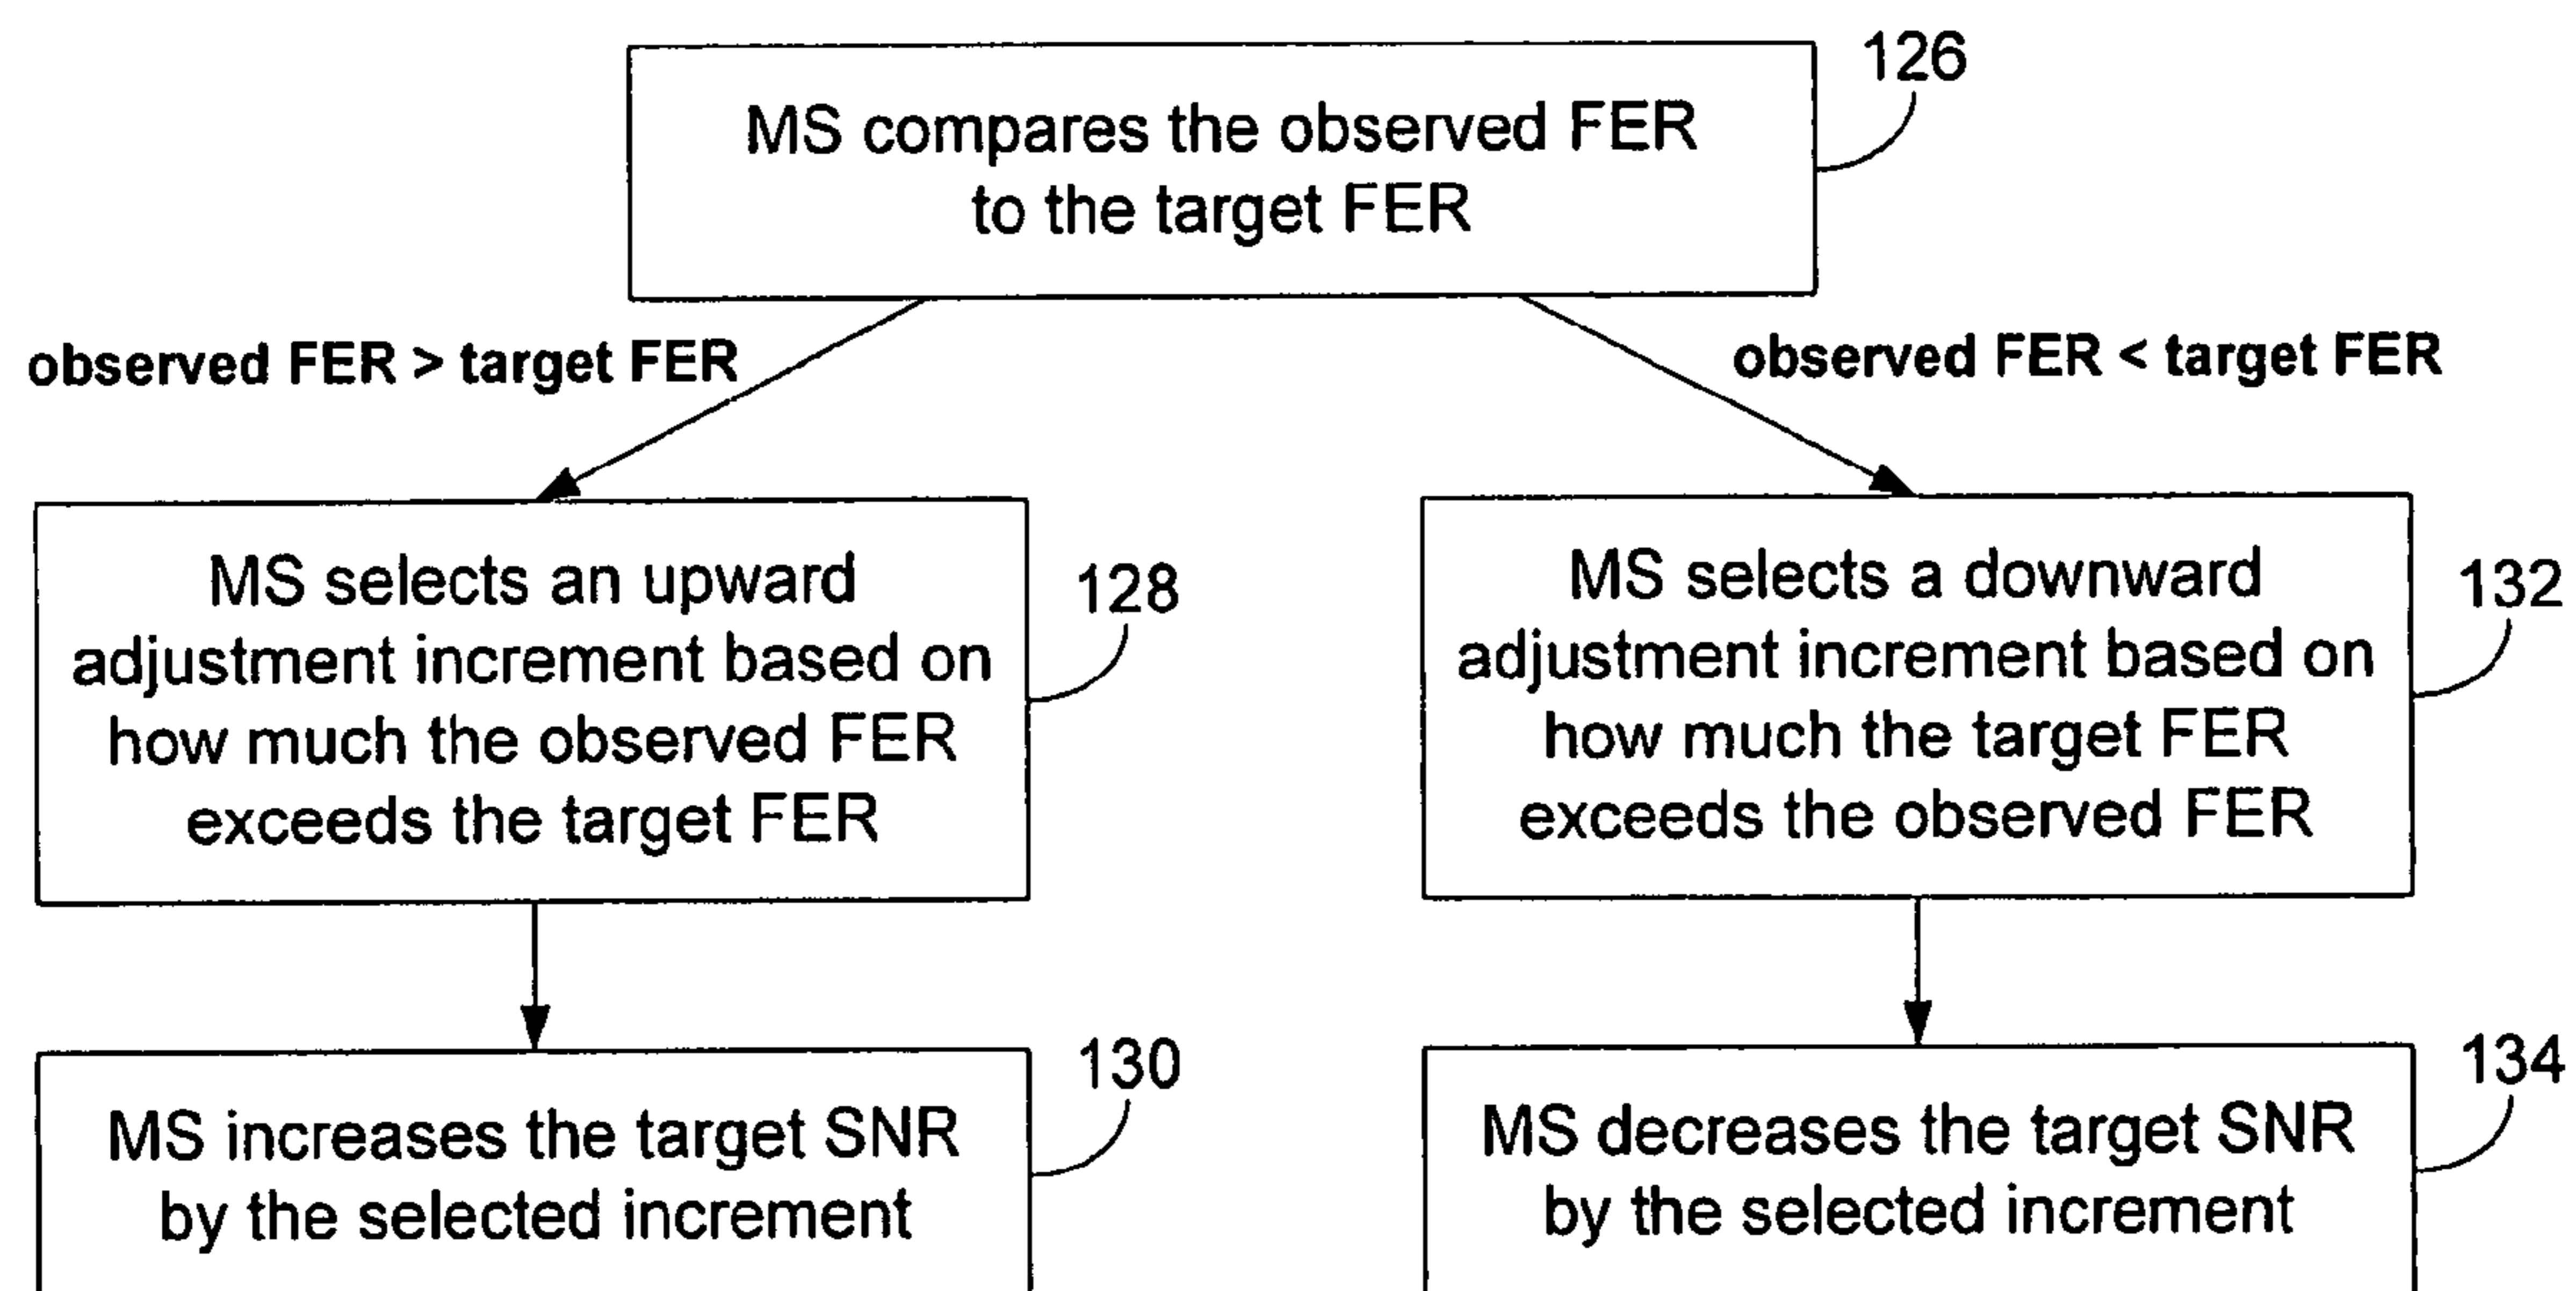 126
MS compares the observed FER
to the target FER
observed FER > target FER
observed FER < target FER
MS selects an upward
adjustment increment based on
how much the observed FER
exceeds the target FER
128
MS selects a downward
adjustment increment based on
how much the target FER
exceeds the observed FER
132
MS increases the target SNR
by the selected increment
130
MS decreases the target SNR
by the selected increment
134